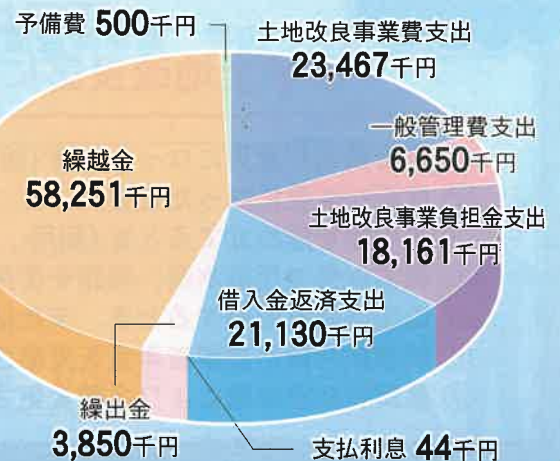 予備費 500千円
土地改良事業費支出
23,467千円
一般管理費支出
6,650千円
土地改良事業負担金支出
18,161千円
借入金返済支出
21,130千円
支払利息 44千円
繰出金
3,850千円
繰越金
58,251千円